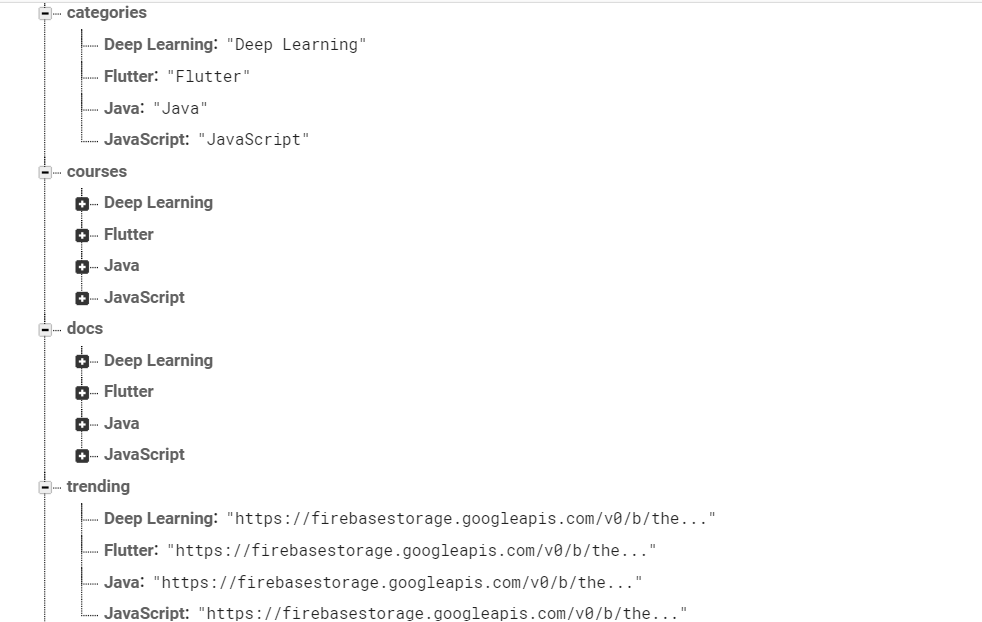 categories
Deep Learning: "Deep Learning"
Flutter: "Flutter"
Java: "Java"
JavaScript: "JavaScript"
courses
Deep Learning
Flutter
Java
JavaScript
docs
Deep Learning
Flutter
Java
JavaScript
trending
Deep Learning: "https://firebasestorage.googleapis.com/v0/b/the..."
Flutter: "https://firebasestorage.googleapis.com/v0/b/the..."
Java: "https://firebasestorage.googleapis.com/v0/b/the..."
JavaScript: "https://firebasestorage.googleapis.com/v0/b/the..."